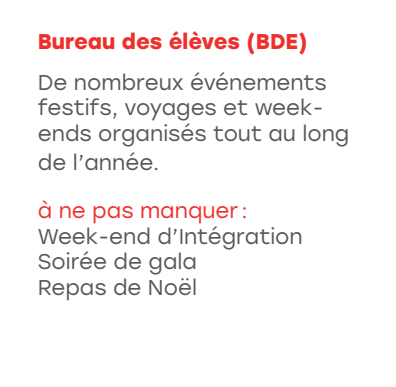 Bureau des élèves (BDE)
De nombreux événements
festifs, voyages et week-
ends organisés tout au long
de l’année.
à ne pas manquer :
Week-end d’Intégration
Soirée de gala
Repas de Noël